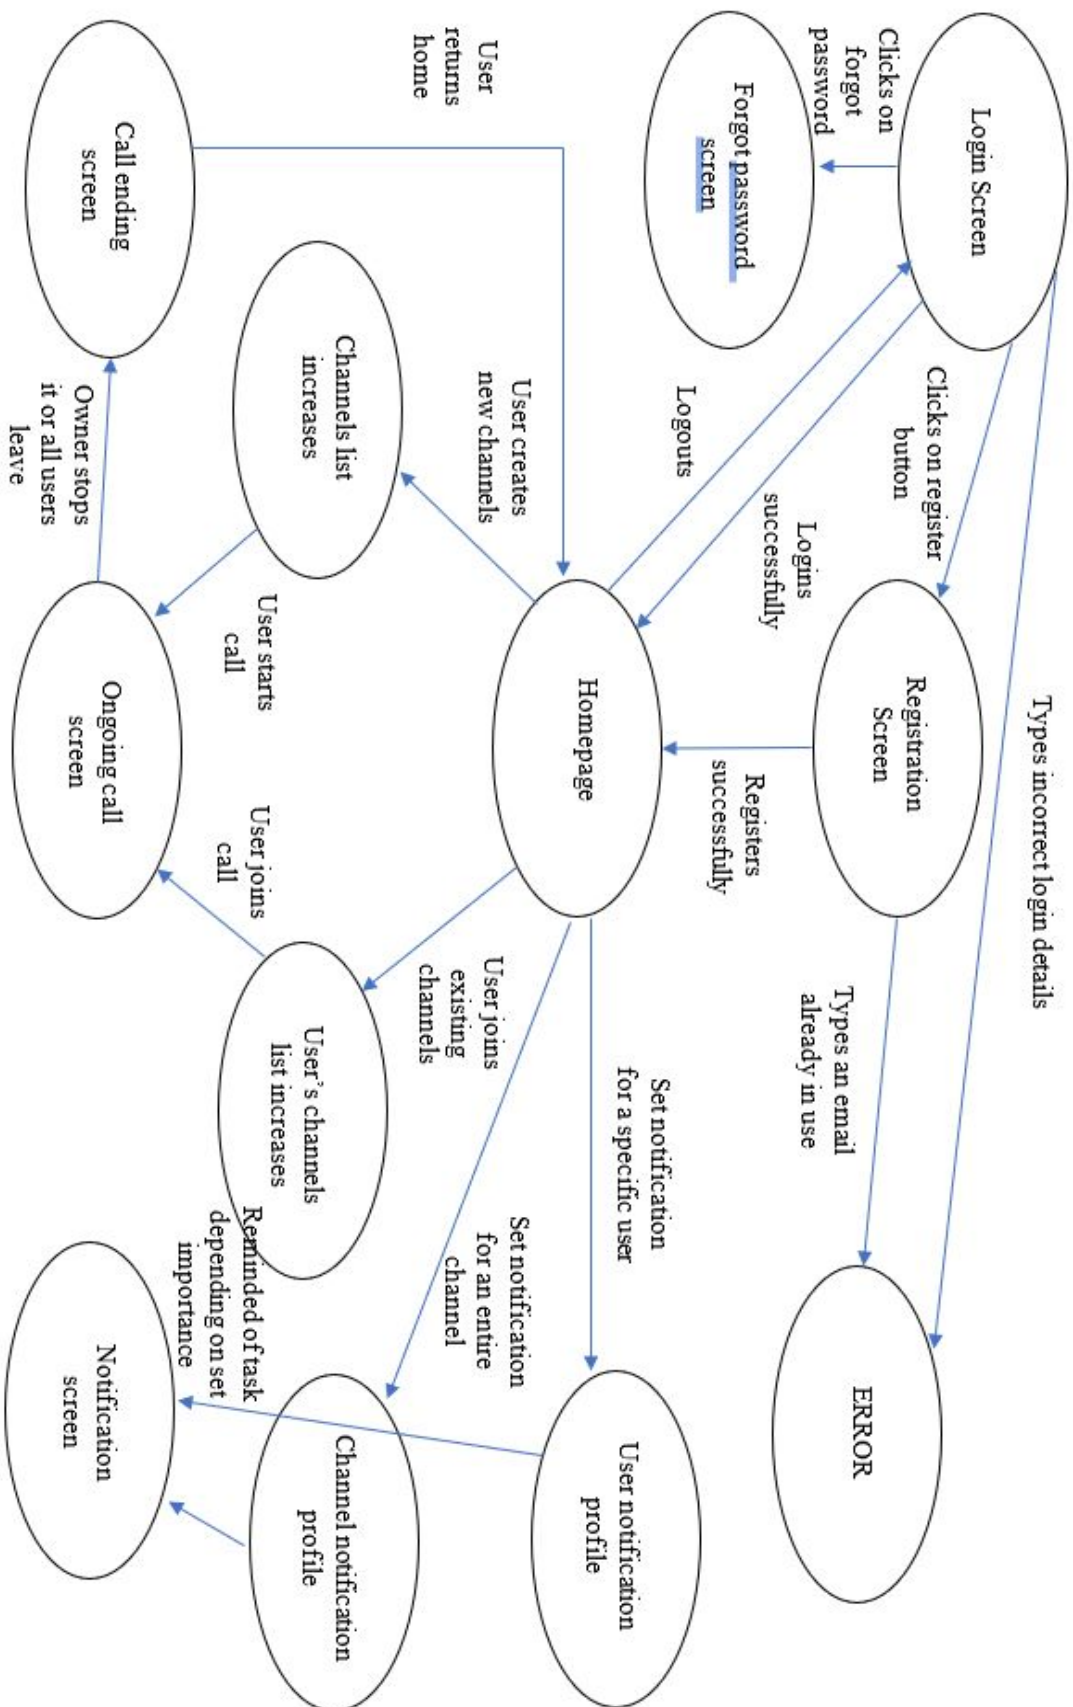 Types incorrect login details
Login Screen
Clicks on register
button
Registration
Screen
Types an email
already in use
ERROR
Clicks on
forgot
password
Forgot password
screen
Logins
successfully
Logouts
Registers
successfully
Set notification
for a specific user
User notification
profile
Homepage
User
returns
home
User creates
new channels
User joins
existing
channels
Set notification
for an entire
channel
Channels list
increases
User's channels
list increases
Channel notification
profile
User starts
call
User joins
call
Reminded of task
depending on set
importance
Call ending
screen
Owner stops
it or all users
leave
Ongoing call
screen
Notification
screen